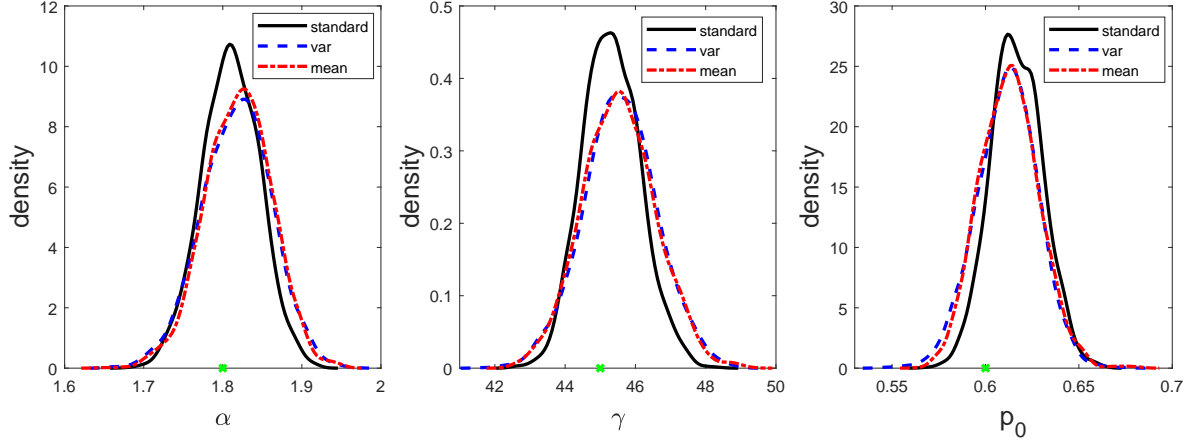 12
10
8
6
4
2
0
density
1.6 1.7 1.8 1.9 2
α
standard
var
mean
0.5
0.4
0.3
0.2
0.1
0
density
42 44 46 48 50
γ
standard
var
mean
30
25
20
15
10
5
0
density
0.55 0.6 0.65 0.7
p₀
standard
var
mean